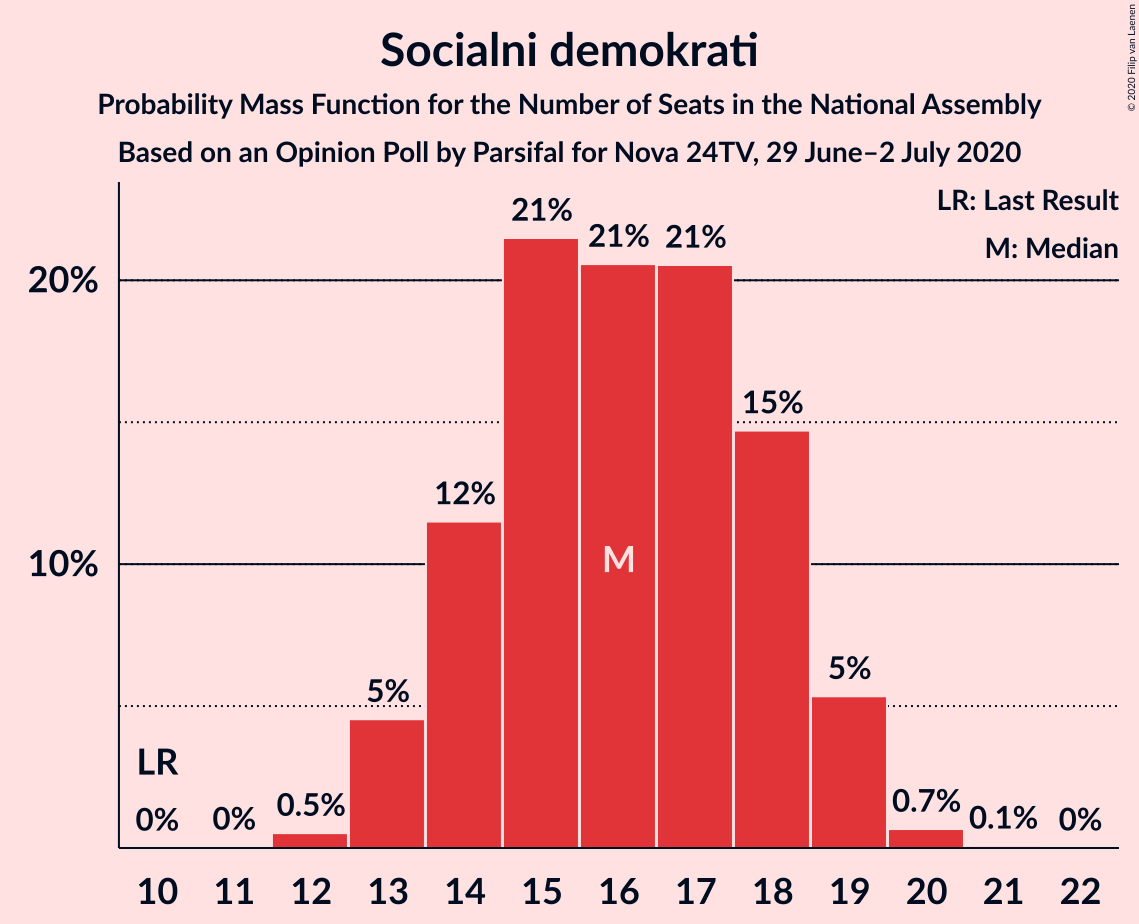 Socialni demokrati
Probability Mass Function for the Number of Seats in the National Assembly
Based on an Opinion Poll by Parsifal for Nova 24TV, 29 June–2 July 2020
© 2020 Filip van Laenen
LR: Last Result
M: Median
20%
10%
LR
0%
0%
0.5%
5%
12%
21%
21%
21%
15%
5%
0.7%
0.1%
0%
M
10 11 12 13 14 15 16 17 18 19 20 21 22